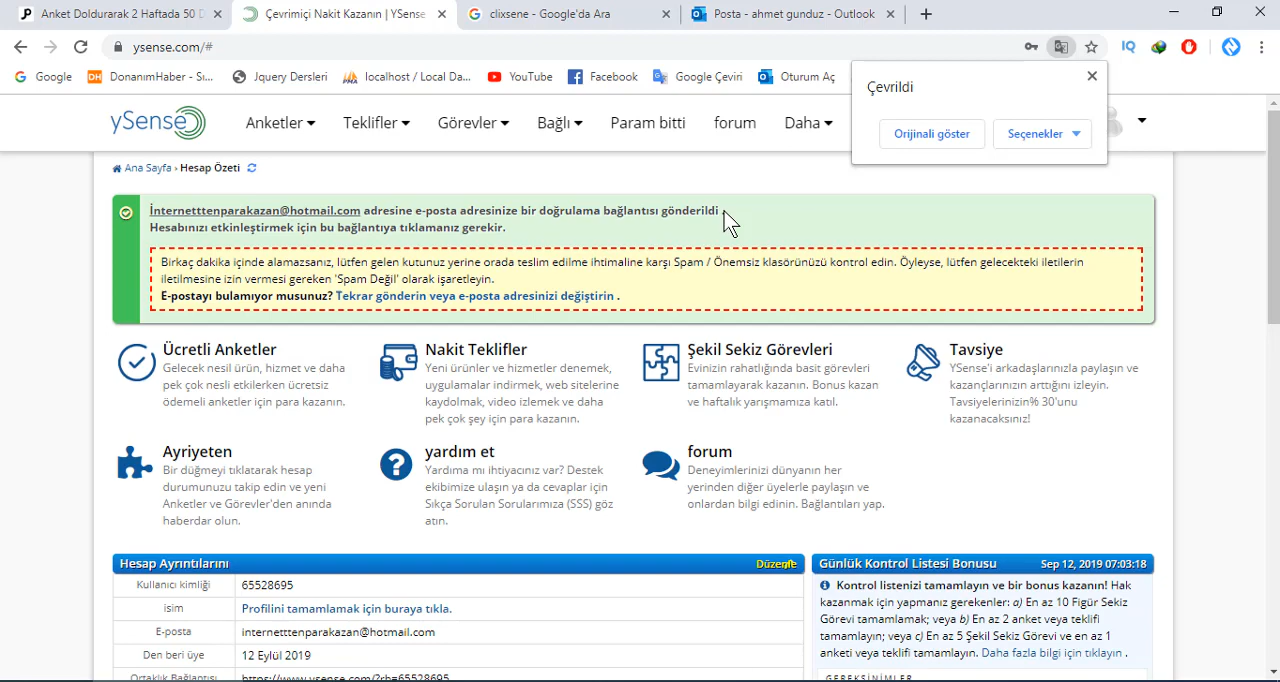 Anket Doldurarak 2 Haftada 50 D
Çevrimiçi Nakit Kazanın | YSense
clixsene - Google'da Ara
Posta - ahmet gunduz - Outlook
ysense.com/#
Google
DonanımHaber - Sı...
Jquery Dersleri
localhost / Local Da...
YouTube
Facebook
Google Çeviri
Oturum Aç
Çevrildi
Orijinali göster
Seçenekler
ySense
Anketler
Teklifler
Görevler
Bağlı
Param bitti
forum
Daha
Ana Sayfa › Hesap Özeti
İnternetttenparakazan@hotmail.com adresine e-posta adresinize bir doğrulama bağlantısı gönderildi .
Hesabınızı etkinleştirmek için bu bağlantıya tıklamanız gerekir.
Birkaç dakika içinde alamazsanız, lütfen gelen kutunuz yerine orada teslim edilme ihtimaline karşı Spam / Önemsiz klasörünüzü kontrol edin. Öyleyse, lütfen gelecekteki iletilerin
iletilmesine izin vermesi gereken 'Spam Değil' olarak işaretleyin.
E-postayı bulamıyor musunuz? Tekrar gönderin veya e-posta adresinizi değiştirin .
Ücretli Anketler
Gelecek nesil ürün, hizmet ve daha
pek çok nesli etkilerken ücretsiz
ödemeli anketler için para kazanın.
Nakit Teklifler
Yeni ürünler ve hizmetler denemek,
uygulamalar indirmek, web sitelerine
kaydolmak, video izlemek ve daha
pek çok şey için para kazanın.
Şekil Sekiz Görevleri
Evinizin rahatlığında basit görevleri
tamamlayarak kazanın. Bonus kazan
ve haftalık yarışmamıza katıl.
Tavsiye
YSense'i arkadaşlarınızla paylaşın ve
kazançlarınızın arttığını izleyin.
Tavsiyelerinizin% 30'unu
kazanacaksınız!
Ayriyeten
Bir düğmeyi tıklatarak hesap
durumunuzu takip edin ve yeni
Anketler ve Görevler'den anında
haberdar olun.
yardım et
Yardıma mı ihtiyacınız var? Destek
ekibimize ulaşın ya da cevaplar için
Sıkça Sorulan Sorularımıza (SSS) göz
atın.
forum
Deneyimlerinizi dünyanın her
yerinden diğer üyelerle paylaşın ve
onlardan bilgi edinin. Bağlantıları yap.
Hesap Ayrıntılarını
Düzenle
Kullanıcı kimliği 65528695
isim Profilini tamamlamak için buraya tıkla.
E-posta internetttenparakazan@hotmail.com
Den beri üye 12 Eylül 2019
Ortaklık Bağlantısı https://www.ysense.com/?rb=65528695
Günlük Kontrol Listesi Bonusu Sep 12, 2019 07:03:18
Kontrol listenizi tamamlayın ve bir bonus kazanın! Hak
kazanmak için yapmanız gerekenler: a) En az 10 Figür Sekiz
Görevi tamamlamak; veya b) En az 2 anket veya teklifi
tamamlayın; veya c) En az 5 Şekil Sekiz Görevi ve en az 1
anketi veya teklifi tamamlayın. Daha fazla bilgi için tıklayın .
GEREKSİNİMLER